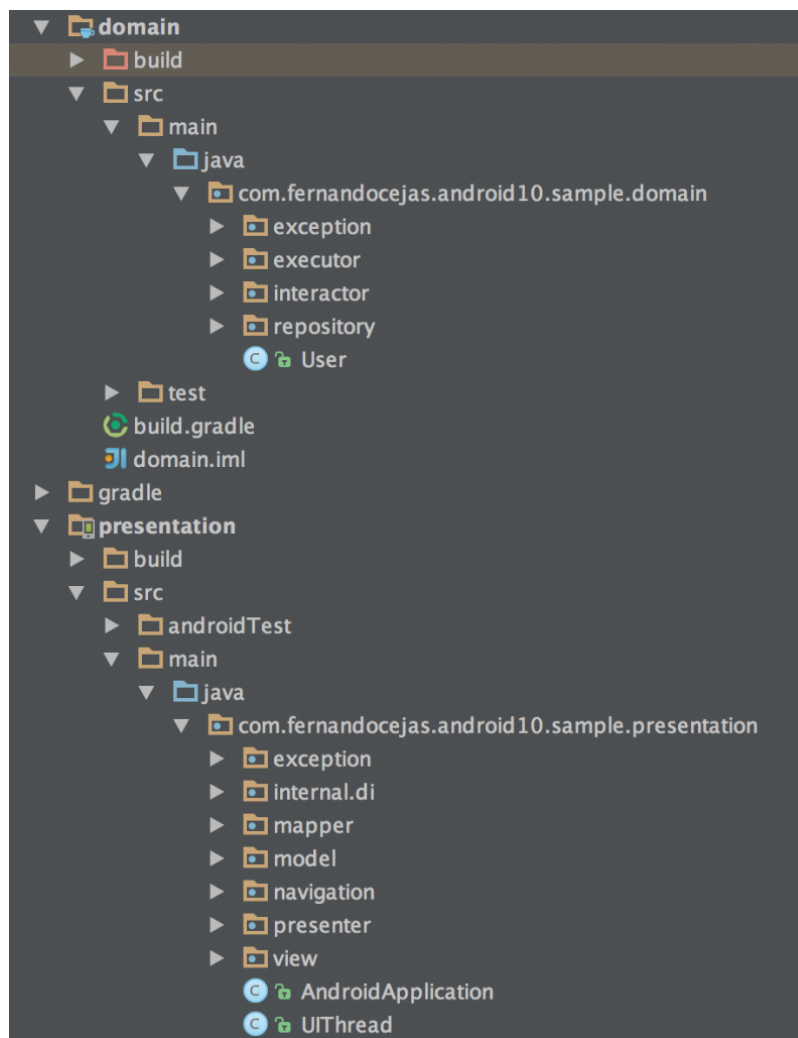 domain
build
src
main
java
com.fernandocejas.android10.sample.domain
exception
executor
interactor
repository
C User
test
build.gradle
domain.iml
gradle
presentation
build
src
androidTest
main
java
com.fernandocejas.android10.sample.presentation
exception
internal.di
mapper
model
navigation
presenter
view
C AndroidApplication
C UIThread